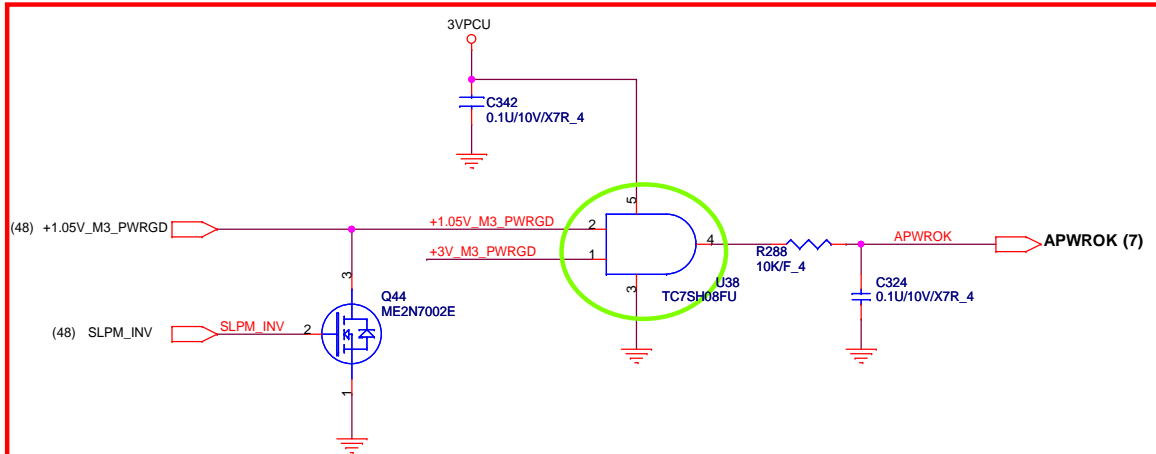 3VPCU
C342
0.1U/10V/X7R_4
5
(48) +1.05V_M3_PWRGD
+1.05V_M3_PWRGD
2
+3V_M3_PWRGD
1
4
APWROK
APWROK (7)
R288
10K/F_4
3
U38
TC7SH08FU
C324
0.1U/10V/X7R_4
3
Q44
ME2N7002E
(48) SLPM_INV
SLPM_INV
2
1